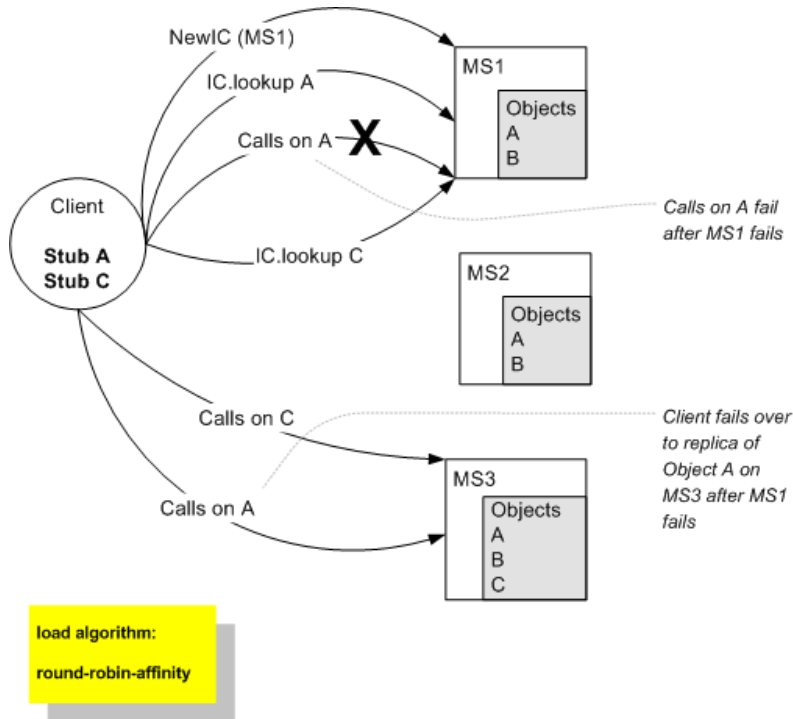 NewIC (MS1)
IC.lookup A
Calls on A
X
IC.lookup C
Client
Stub A
Stub C
MS1
Objects
A
B
Calls on A fail
after MS1 fails
MS2
Objects
A
B
Calls on C
Calls on A
Client fails over
to replica of
Object A on
MS3 after MS1
fails
MS3
Objects
A
B
C
load algorithm:
round-robin-affinity